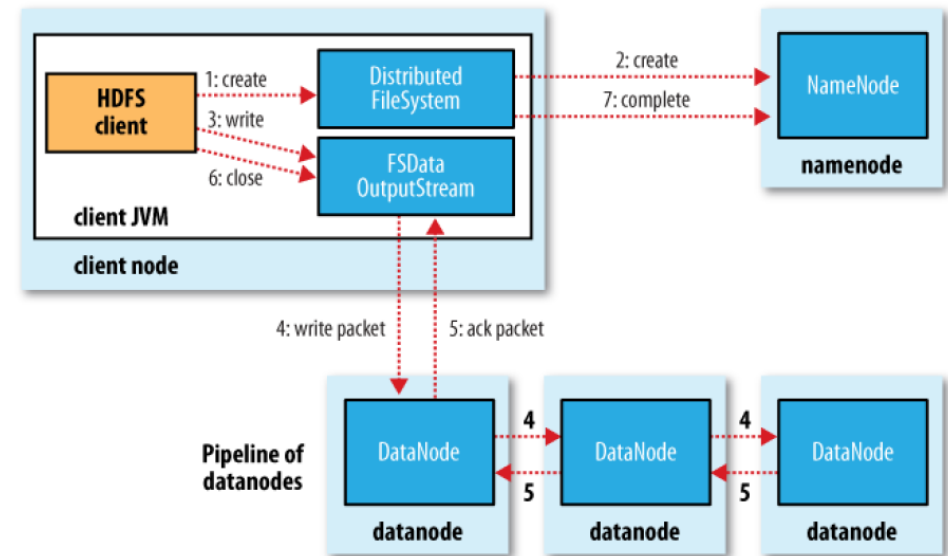 HDFS
client
1: create
3: write
6: close
Distributed
FileSystem
FSData
OutputStream
client JVM
client node
2: create
7: complete
NameNode
namenode
4: write packet
5: ack packet
Pipeline of
datanodes
DataNode
datanode
4
5
DataNode
datanode
4
5
DataNode
datanode